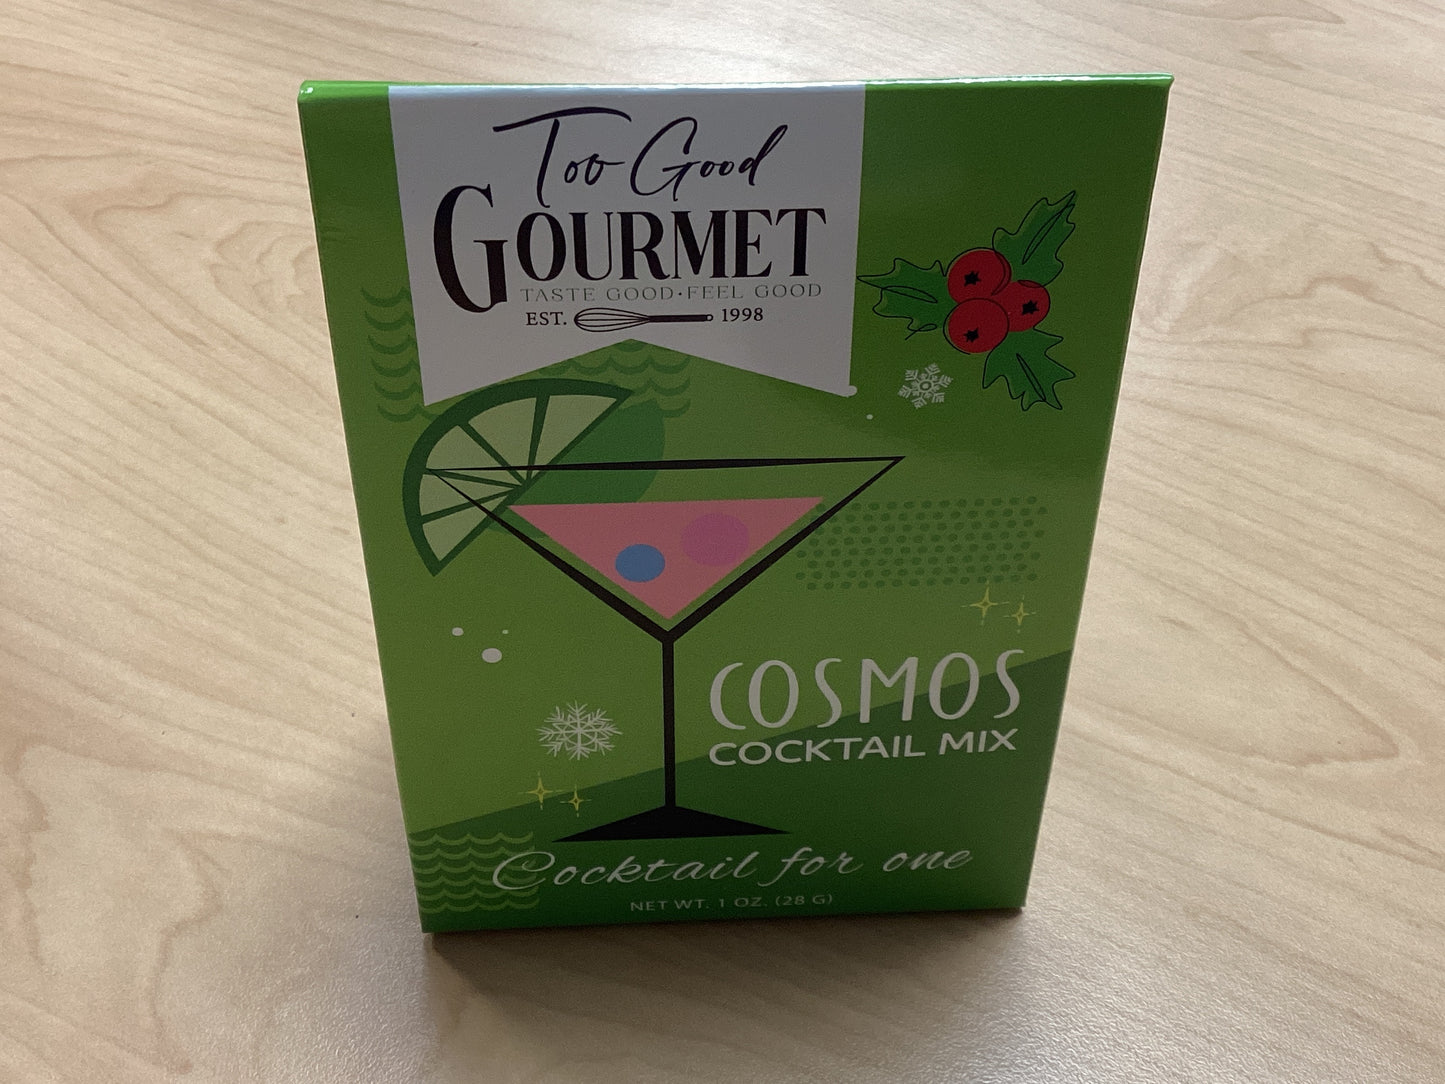 Too Good
GOURMET
TASTE GOOD·FEEL GOOD
EST. 1998
COSMOS
COCKTAIL MIX
Cocktail for one
NET WT. 1 OZ. (28 G)